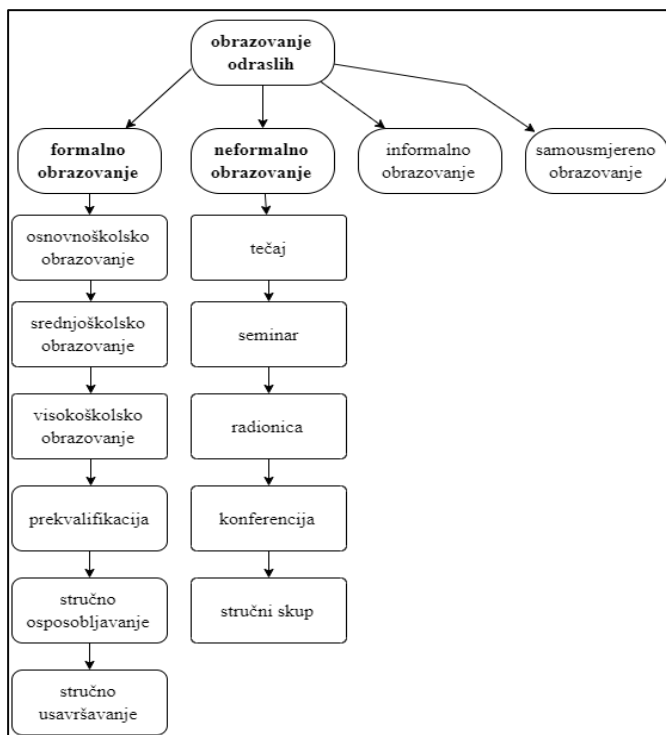 obrazovanje
odraslih
formalno
obrazovanje
neformalno
obrazovanje
informalno
obrazovanje
samousmjereno
obrazovanje
osnovnoškolsko
obrazovanje
tečaj
srednjoškolsko
obrazovanje
seminar
visokoškolsko
obrazovanje
radionica
prekvalifikacija
konferencija
stručno
osposobljavanje
stručni skup
stručno
usavršavanje